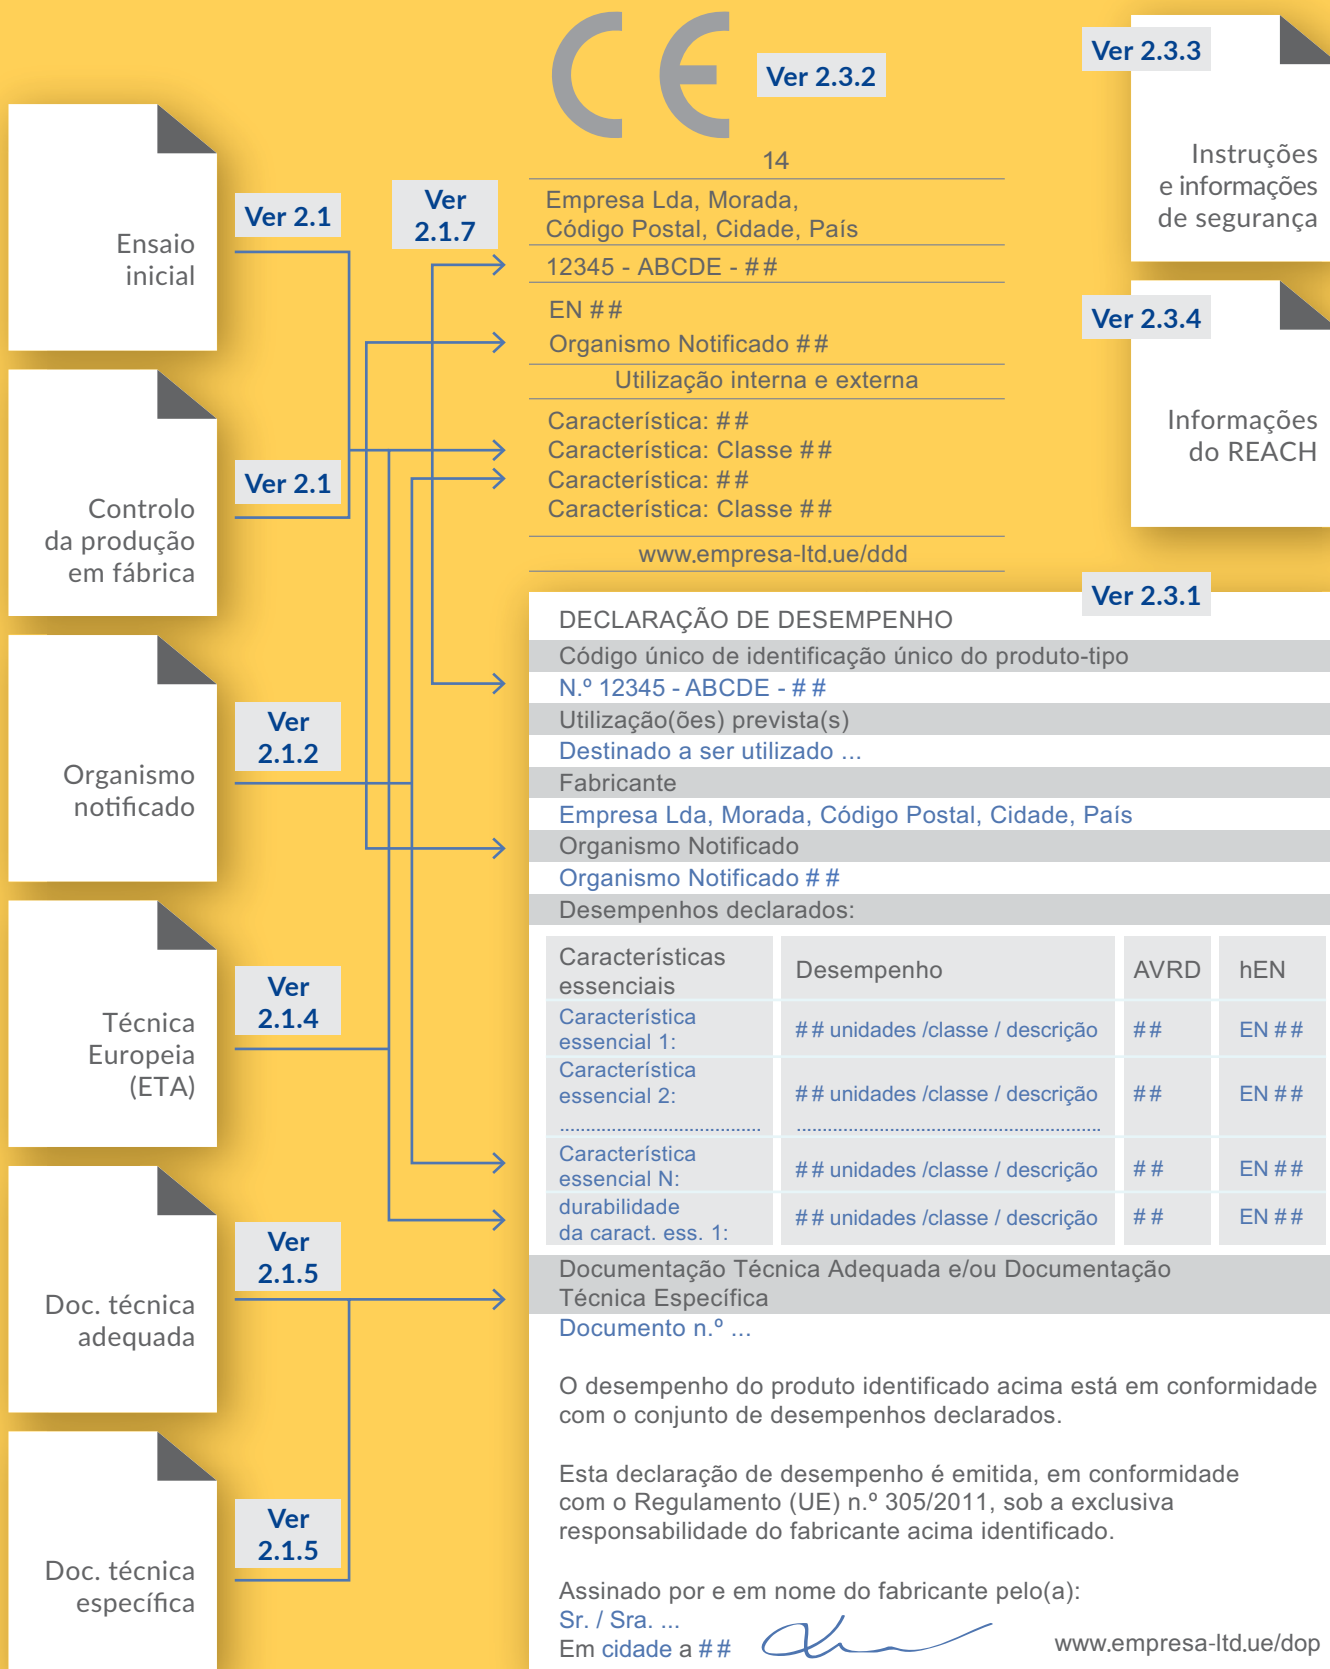 CE
Ver 2.3.2
14
Empresa Lda, Morada,
Código Postal, Cidade, País
12345 - ABCDE - ##
EN ##
Organismo Notificado ##
Utilização interna e externa
Característica: ##
Característica: Classe ##
Característica: ##
Característica: Classe ##
www.empresa-ltd.ue/ddd
Ver 2.3.3
Instruções
e informações
de segurança
Ver 2.3.4
Informações
do REACH
Ensaio
inicial
Ver 2.1
Ver
2.1.7
Controlo
da produção
em fábrica
Ver 2.1
Organismo
notificado
Ver
2.1.2
Técnica
Europeia
(ETA)
Ver
2.1.4
Doc. técnica
adequada
Ver
2.1.5
Doc. técnica
específica
Ver
2.1.5
Ver 2.3.1
DECLARAÇÃO DE DESEMPENHO
Código único de identificação único do produto-tipo
N.º 12345 - ABCDE - ##
Utilização(ões) prevista(s)
Destinado a ser utilizado ...
Fabricante
Empresa Lda, Morada, Código Postal, Cidade, País
Organismo Notificado
Organismo Notificado ##
Desempenhos declarados:
Características
essenciais
Desempenho
AVRD
hEN
Característica
essencial 1:
## unidades /classe / descrição
##
EN ##
Característica
essencial 2:
## unidades /classe / descrição
##
EN ##
...................................
.....................................................
Característica
essencial N:
## unidades /classe / descrição
##
EN ##
durabilidade
da caract. ess. 1:
## unidades /classe / descrição
##
EN ##
Documentação Técnica Adequada e/ou Documentação
Técnica Específica
Documento n.º ...
O desempenho do produto identificado acima está em conformidade
com o conjunto de desempenhos declarados.
Esta declaração de desempenho é emitida, em conformidade
com o Regulamento (UE) n.º 305/2011, sob a exclusiva
responsabilidade do fabricante acima identificado.
Assinado por e em nome do fabricante pelo(a):
Sr. / Sra. ...
Em cidade a ##
www.empresa-ltd.ue/dop